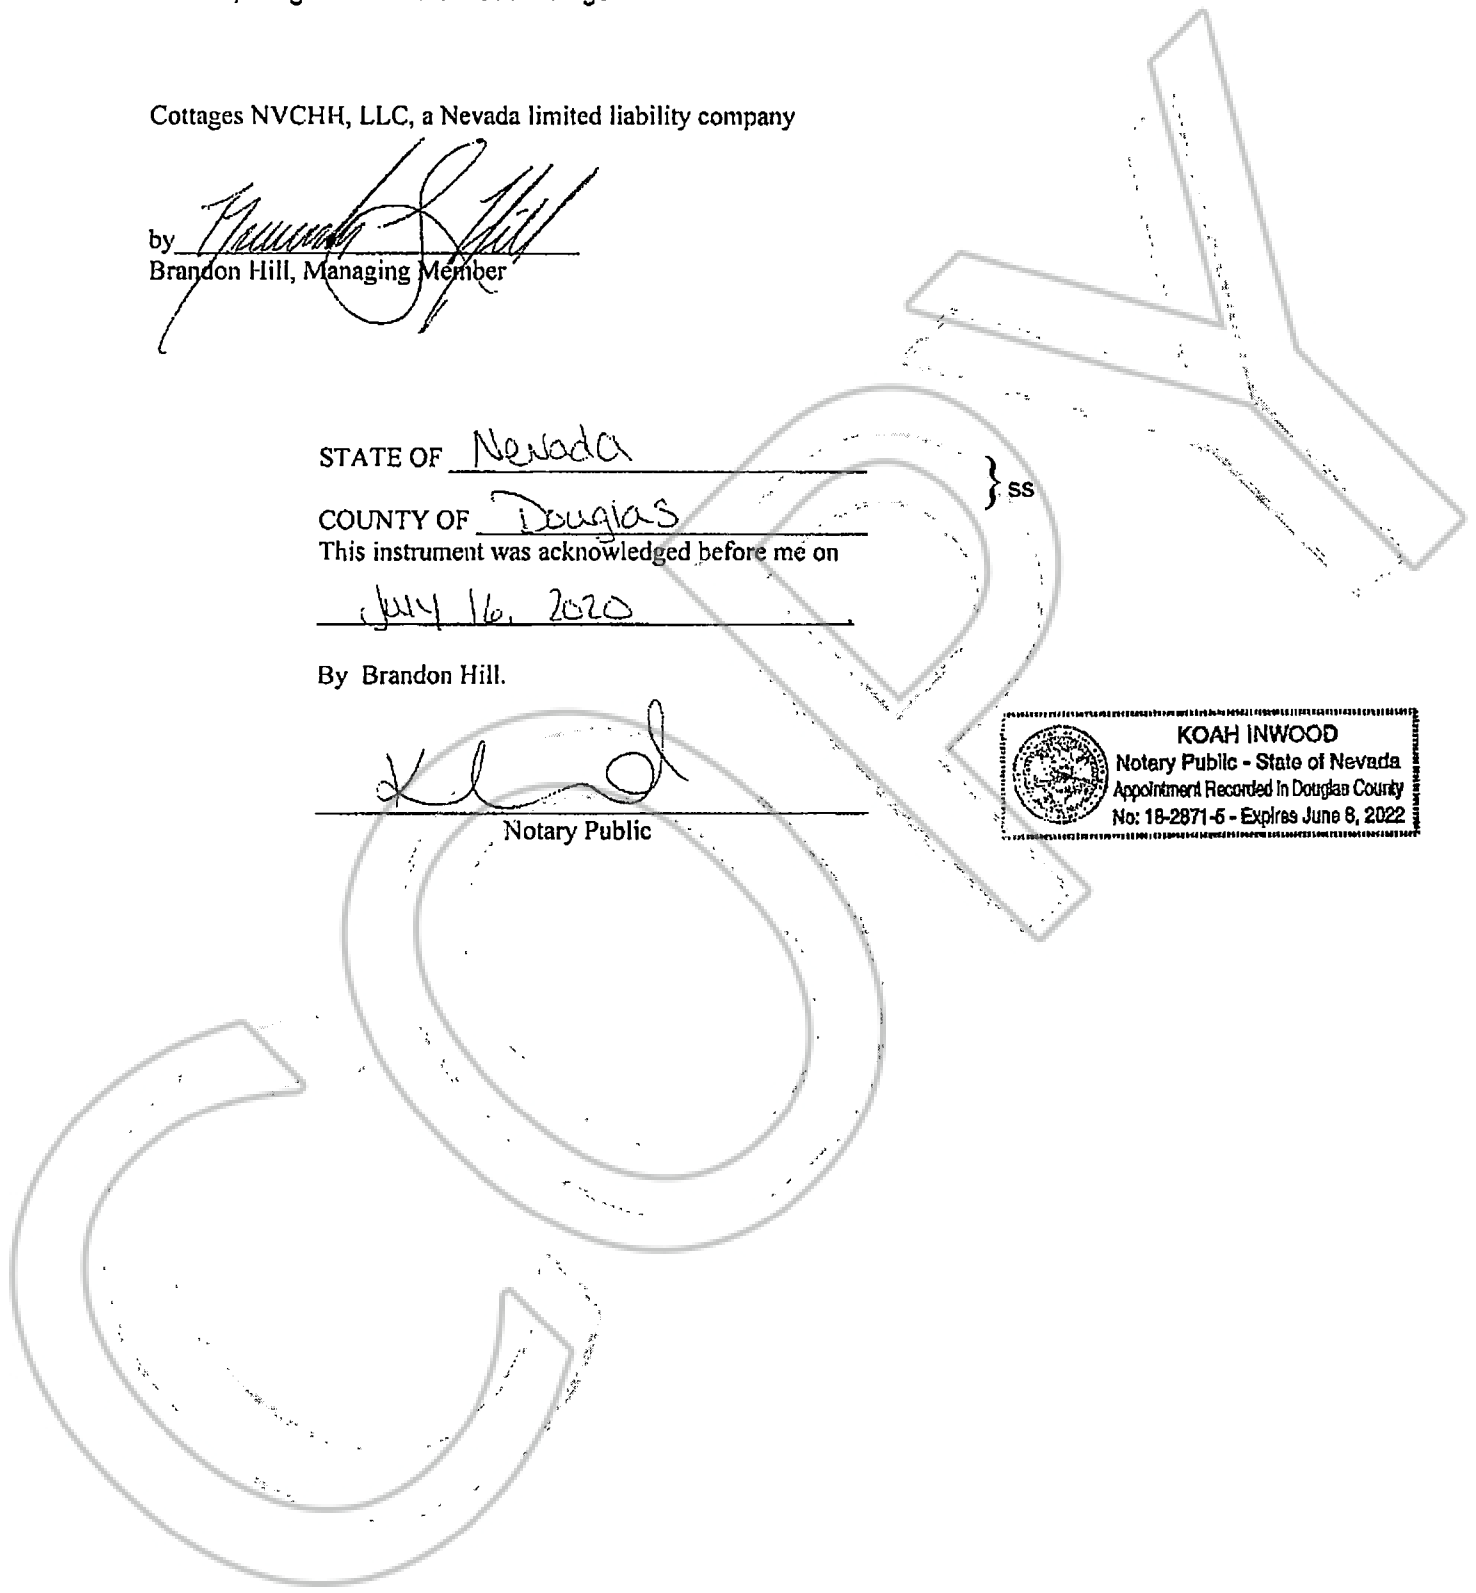 Cottages NVCHH, LLC, a Nevada limited liability company
by
Brandon Hill, Managing Member
STATE OF Nevada
} ss
COUNTY OF Douglas
This instrument was acknowledged before me on
July 16, 2020
By Brandon Hill.
Notary Public
KOAH INWOOD
Notary Public - State of Nevada
Appointment Recorded in Douglas County
No: 18-2871-5 - Expires June 8, 2022
COPY